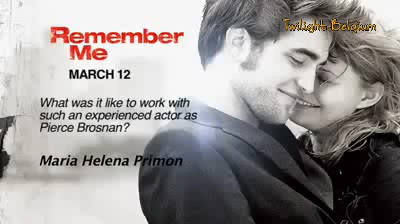 Twilight-Belgium
Remember
Me
MARCH 12
What was it like to work with
such an experienced actor as
Pierce Brosnan?
Maria Helena Primon